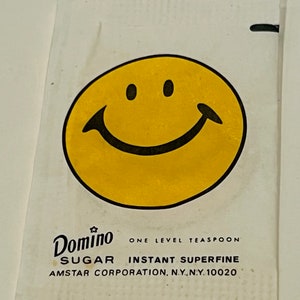 Domino ONE LEVEL TEASPOON
SUGAR INSTANT SUPERFINE
AMSTAR CORPORATION, N.Y., N.Y. 10020